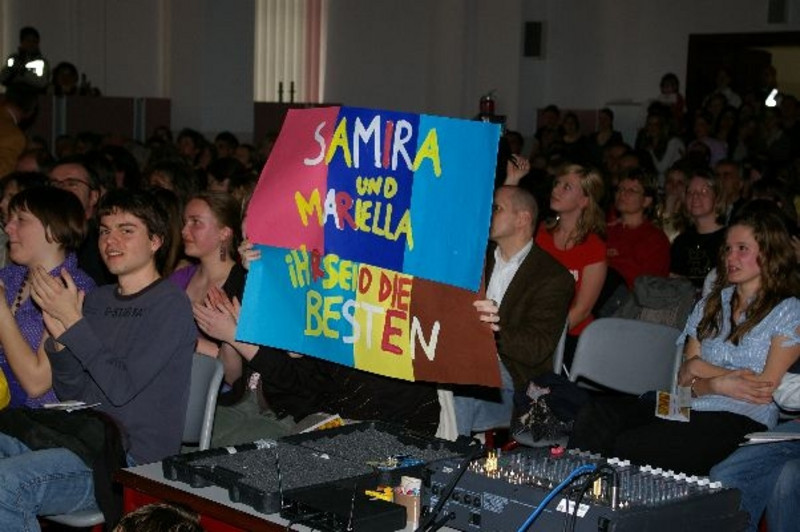 SAMIRA
UND
MARIELLA
iHR SEID DIE
BESTEN